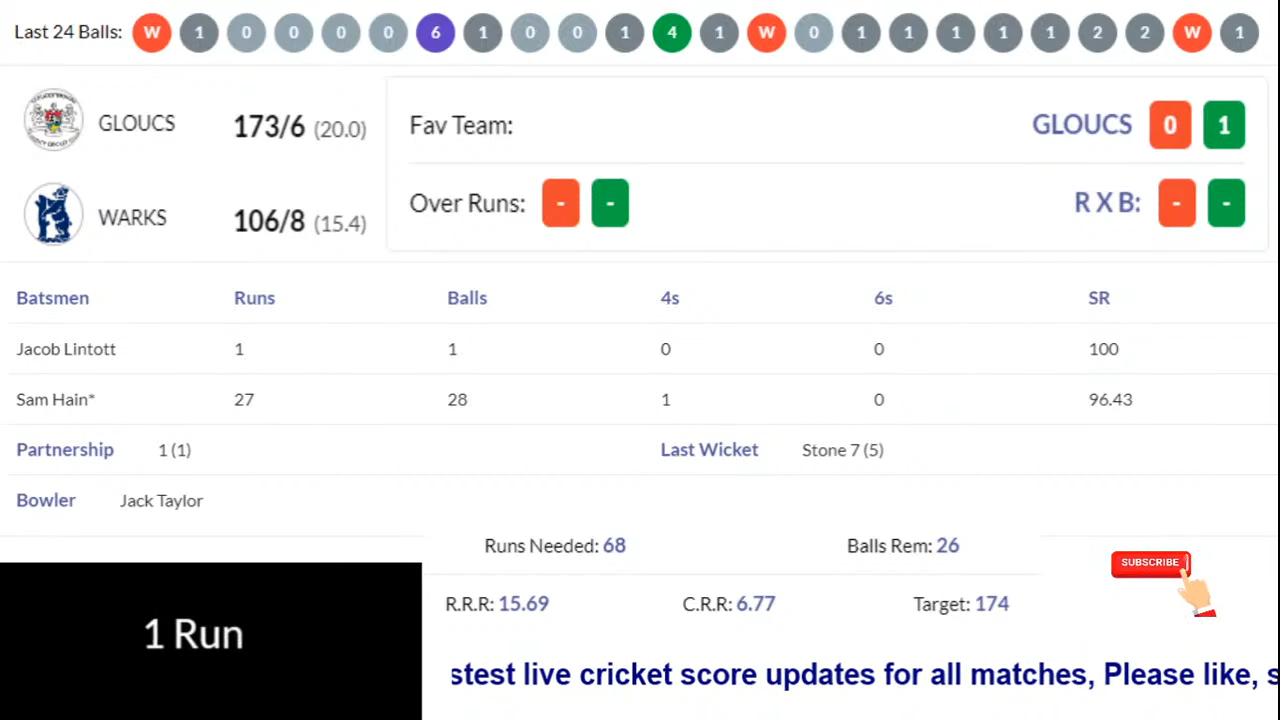 Last 24 Balls: W 1 0 0 0 0 6 1 0 0 1 4 1 W 0 1 1 1 1 1 2 2 W 1
GLOUCS 173/6 (20.0)
Fav Team: GLOUCS 0 1
WARKS 106/8 (15.4)
Over Runs: - - R X B: - -
Batsmen Runs Balls 4s 6s SR
Jacob Lintott 1 1 0 0 100
Sam Hain* 27 28 1 0 96.43
Partnership 1 (1) Last Wicket Stone 7 (5)
Bowler Jack Taylor
Runs Needed: 68 Balls Rem: 26
SUBSCRIBE
R.R.R: 15.69 C.R.R: 6.77 Target: 174
1 Run
stest live cricket score updates for all matches, Please like, s